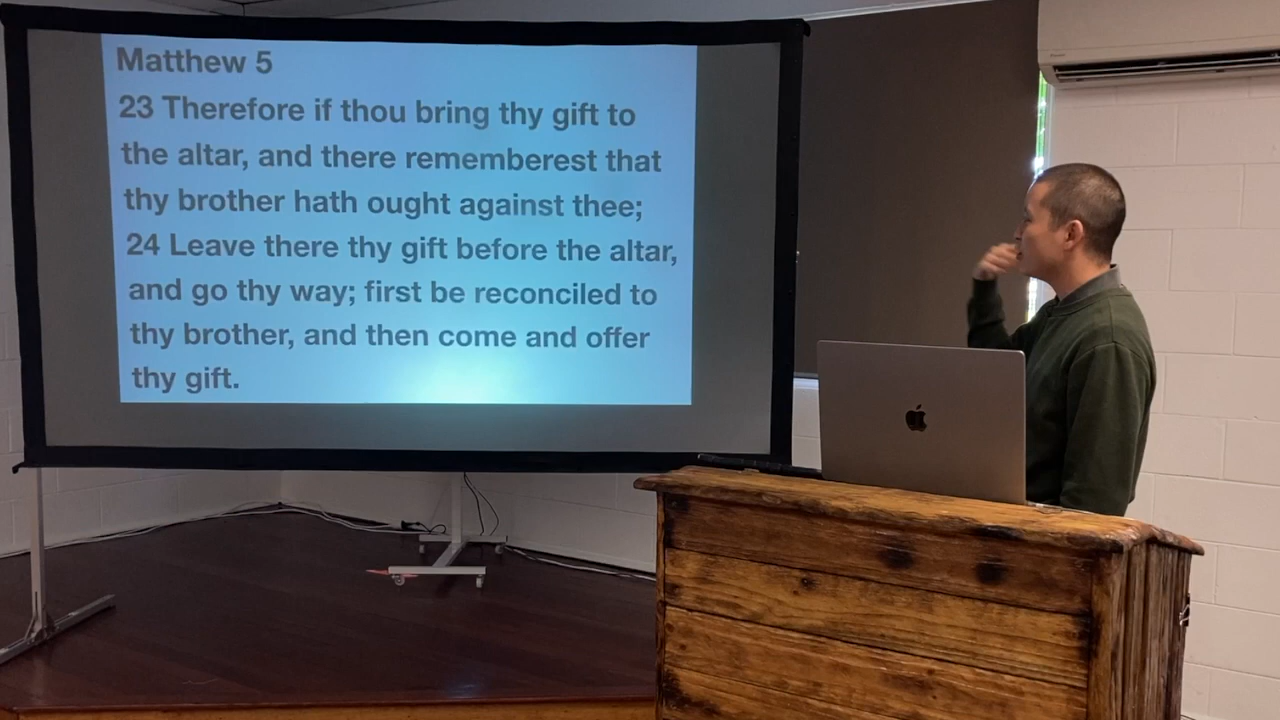 Matthew 5
23 Therefore if thou bring thy gift to
the altar, and there rememberest that
thy brother hath ought against thee;
24 Leave there thy gift before the altar,
and go thy way; first be reconciled to
thy brother, and then come and offer
thy gift.